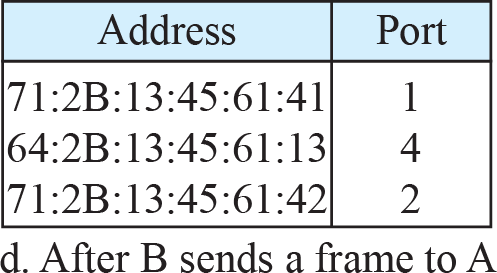 Address Port
71:2B:13:45:61:41 1
64:2B:13:45:61:13 4
71:2B:13:45:61:42 2
d. After B sends a frame to A